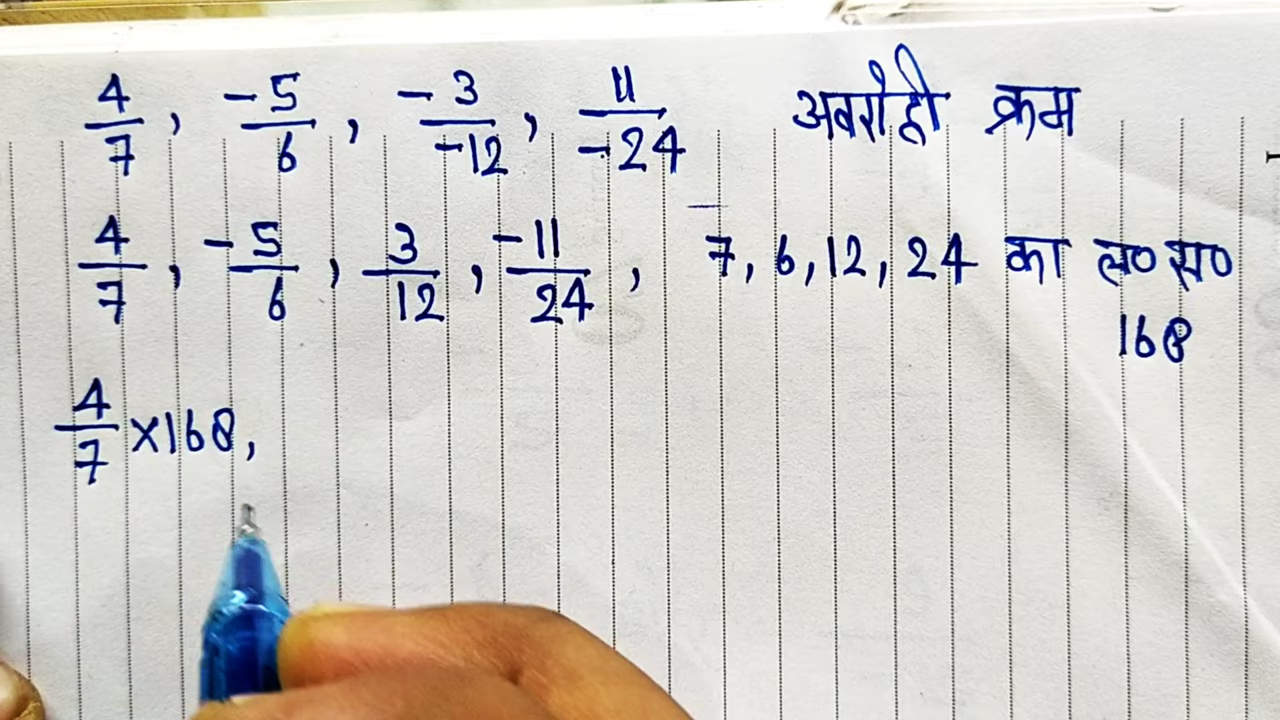 4/7, -5/6, -3/-12, 11/-24 अवरोही क्रम
4/7, -5/6, 3/12, -11/24, 7, 6, 12, 24 का ल० स०
168
4/7 ×168,